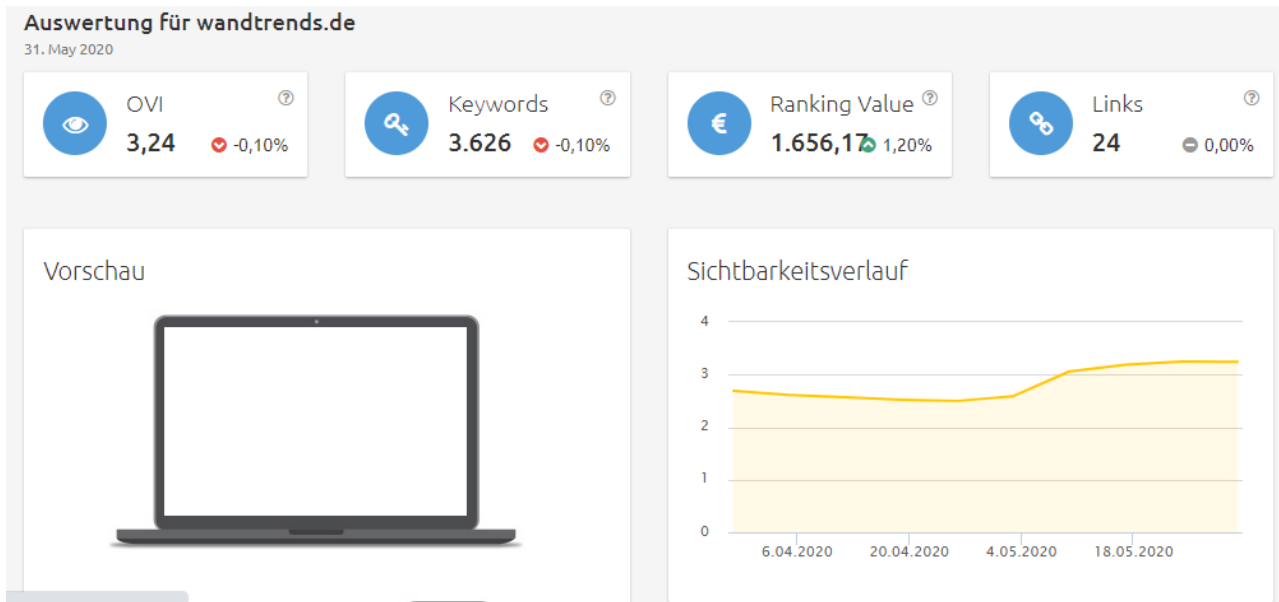 Auswertung für wandtrends.de
31. May 2020
OVI
3,24 -0,10%
Keywords
3.626 -0,10%
Ranking Value
1.656,17 1,20%
Links
24 0,00%
Vorschau
Sichtbarkeitsverlauf
4
3
2
1
0
6.04.2020 20.04.2020 4.05.2020 18.05.2020